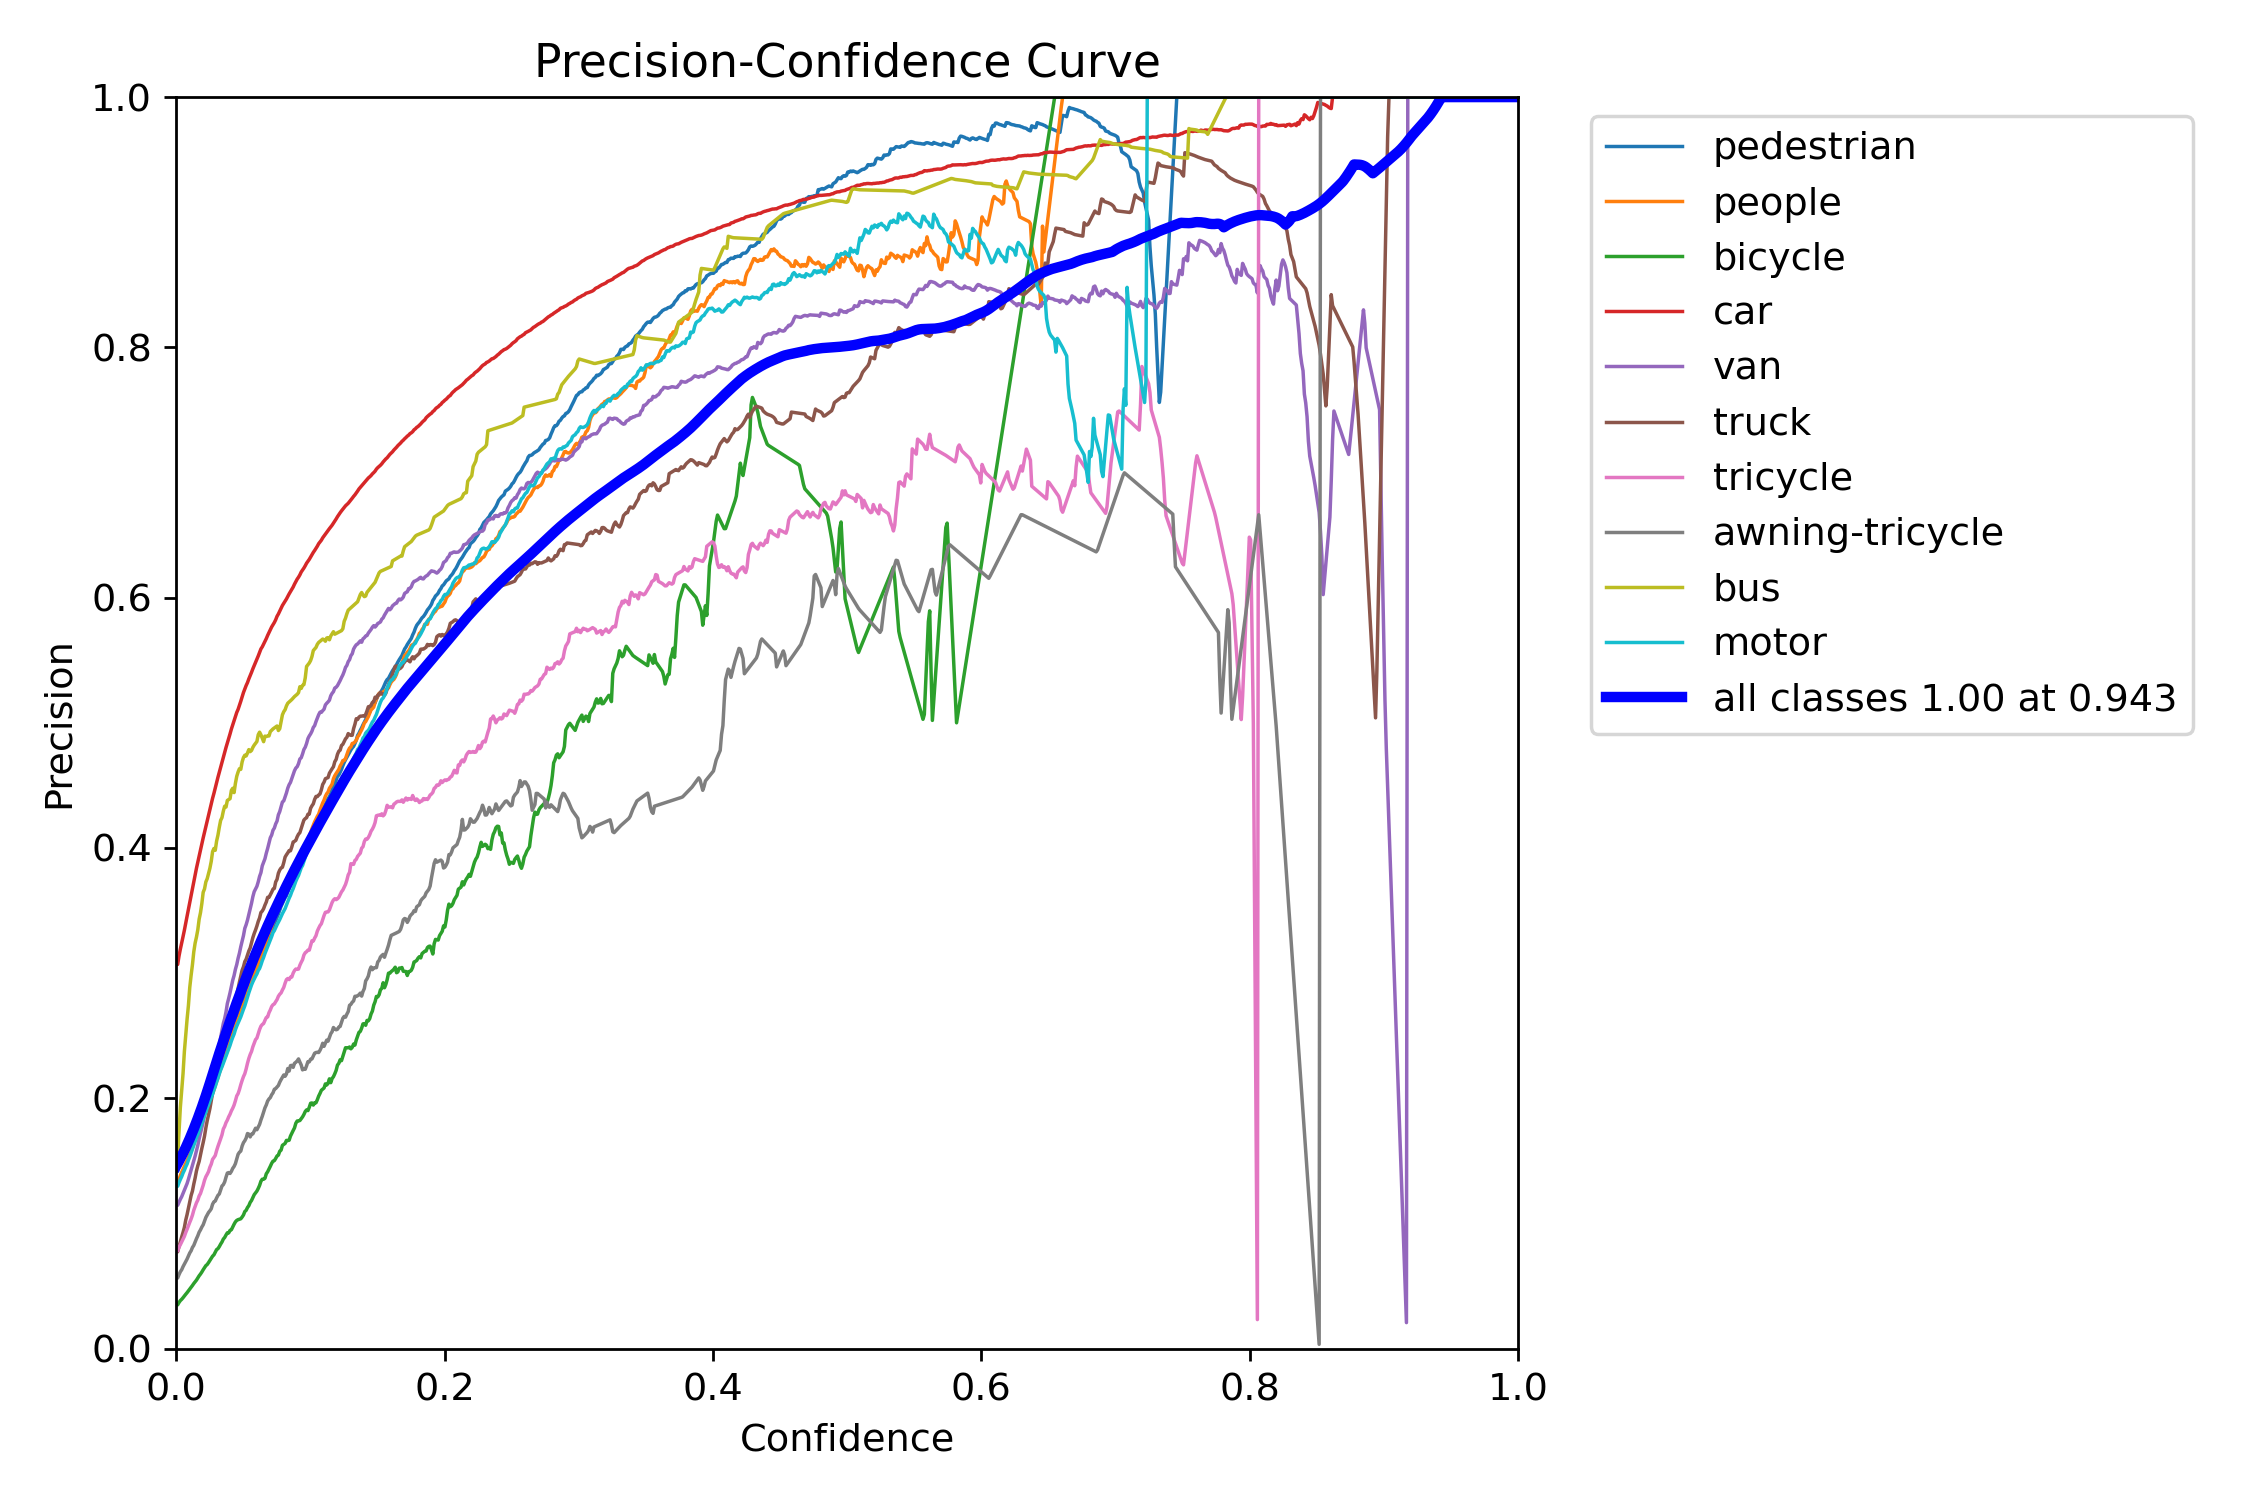 Precision-Confidence Curve
1.0
0.8
0.6
0.4
0.2
0.0
Precision
0.0 0.2 0.4 0.6 0.8 1.0
Confidence
pedestrian
people
bicycle
car
van
truck
tricycle
awning-tricycle
bus
motor
all classes 1.00 at 0.943